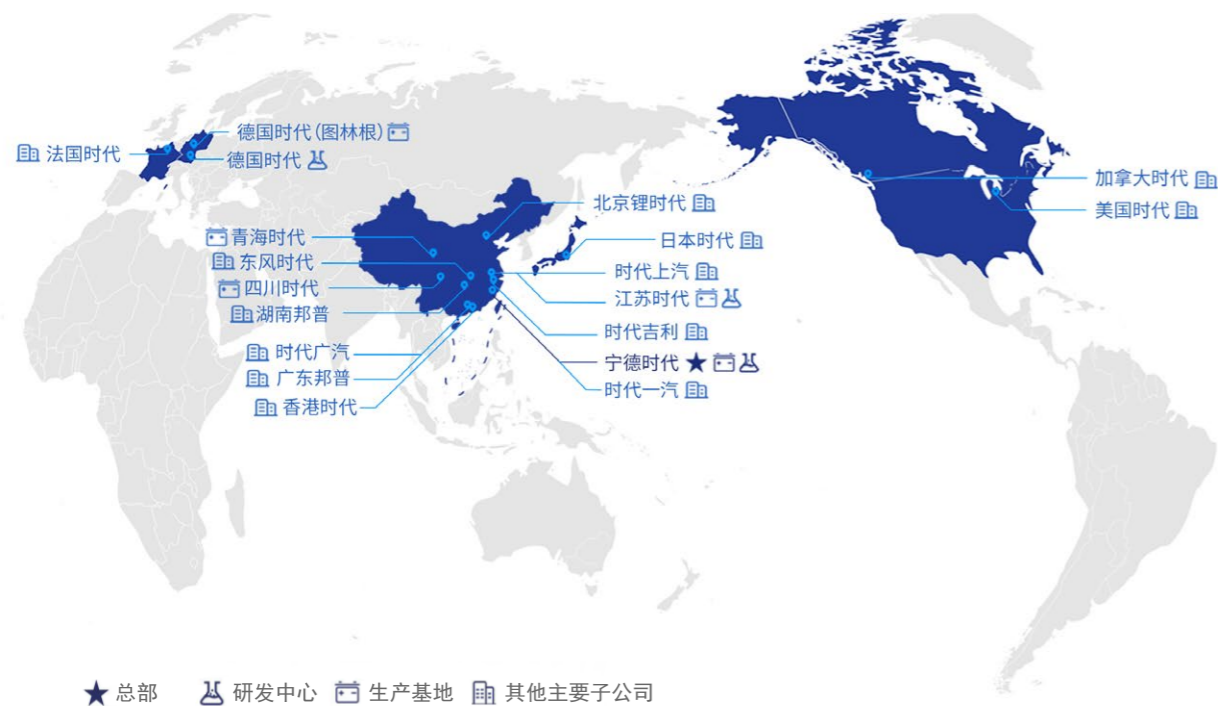 德国时代(图林根)
法国时代
德国时代
加拿大时代
北京锂时代
美国时代
青海时代
日本时代
东风时代
时代上汽
四川时代
江苏时代
湖南邦普
时代吉利
时代广汽
宁德时代
广东邦普
时代一汽
香港时代
总部 研发中心 生产基地 其他主要子公司